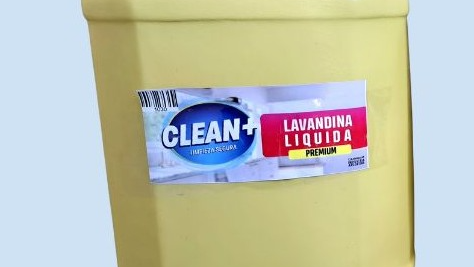 CLEAN+
LIMPIEZA SEGURA
LAVANDINA
LIQUIDA
PREMIUM